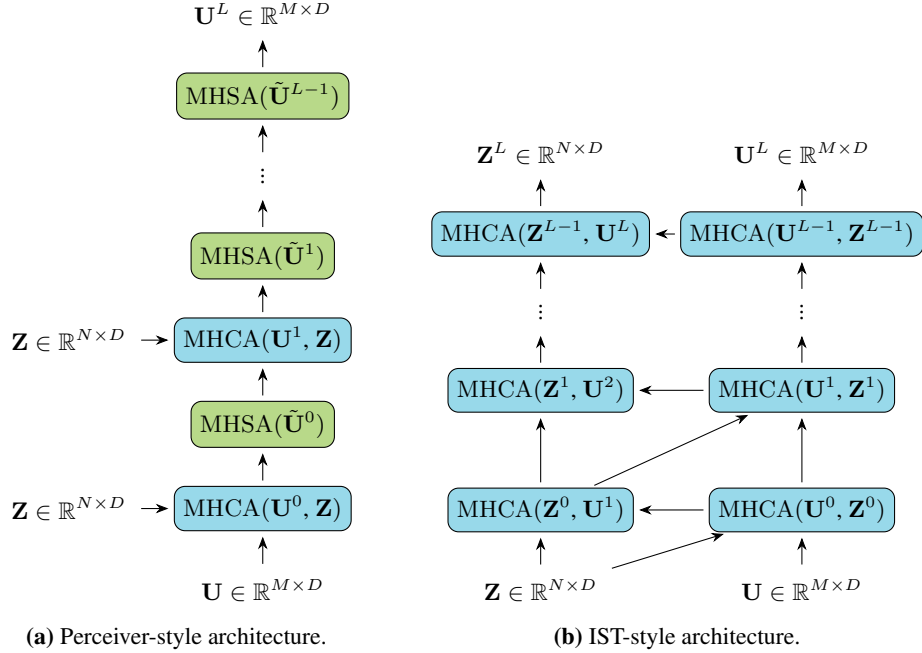 𝐔^L ∈ ℝ^{M×D}
MHSA(𝐔̃^{L−1})
⋮
MHSA(𝐔̃^1)
𝐙 ∈ ℝ^{N×D}
MHCA(𝐔^1, 𝐙)
MHSA(𝐔̃^0)
𝐙 ∈ ℝ^{N×D}
MHCA(𝐔^0, 𝐙)
𝐔 ∈ ℝ^{M×D}
(a) Perceiver-style architecture.
𝐙^L ∈ ℝ^{N×D}
𝐔^L ∈ ℝ^{M×D}
MHCA(𝐙^{L−1}, 𝐔^L)
MHCA(𝐔^{L−1}, 𝐙^{L−1})
⋮
⋮
MHCA(𝐙^1, 𝐔^2)
MHCA(𝐔^1, 𝐙^1)
MHCA(𝐙^0, 𝐔^1)
MHCA(𝐔^0, 𝐙^0)
𝐙 ∈ ℝ^{N×D}
𝐔 ∈ ℝ^{M×D}
(b) IST-style architecture.